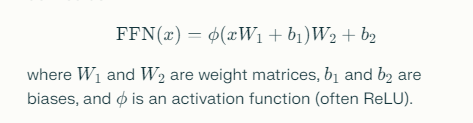 FFN(x) = ϕ(xW₁ + b₁)W₂ + b₂
where W₁ and W₂ are weight matrices, b₁ and b₂ are
biases, and ϕ is an activation function (often ReLU).